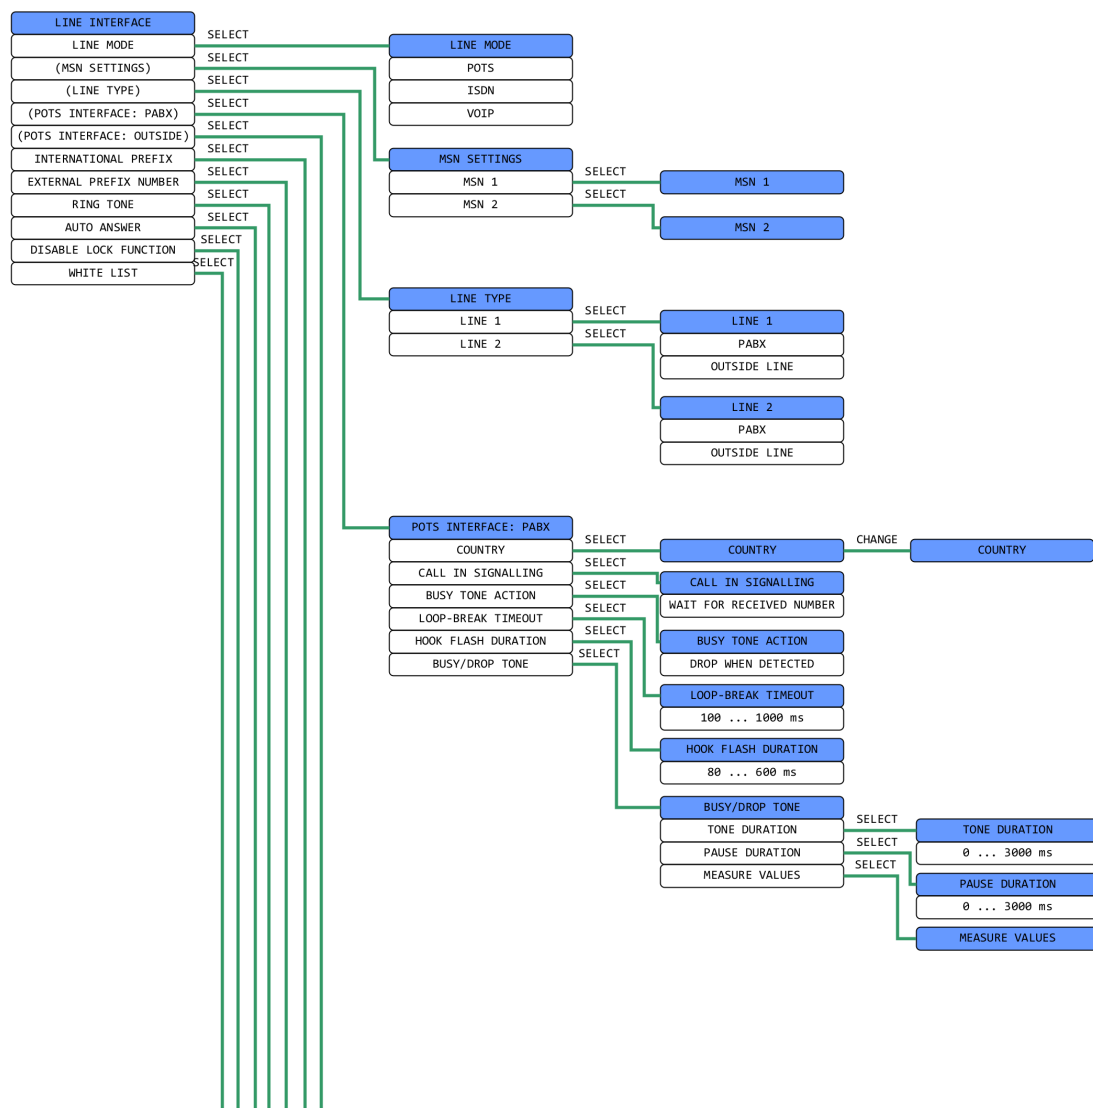 LINE INTERFACE
LINE MODE
(MSN SETTINGS)
(LINE TYPE)
(POTS INTERFACE: PABX)
(POTS INTERFACE: OUTSIDE)
INTERNATIONAL PREFIX
EXTERNAL PREFIX NUMBER
RING TONE
AUTO ANSWER
DISABLE LOCK FUNCTION
WHITE LIST
SELECT
SELECT
SELECT
SELECT
SELECT
SELECT
SELECT
SELECT
SELECT
SELECT
SELECT
LINE MODE
POTS
ISDN
VOIP
MSN SETTINGS
MSN 1
MSN 2
SELECT
SELECT
MSN 1
MSN 2
LINE TYPE
LINE 1
LINE 2
SELECT
SELECT
LINE 1
PABX
OUTSIDE LINE
LINE 2
PABX
OUTSIDE LINE
POTS INTERFACE: PABX
COUNTRY
CALL IN SIGNALLING
BUSY TONE ACTION
LOOP-BREAK TIMEOUT
HOOK FLASH DURATION
BUSY/DROP TONE
SELECT
SELECT
SELECT
SELECT
SELECT
SELECT
COUNTRY
CHANGE
COUNTRY
CALL IN SIGNALLING
WAIT FOR RECEIVED NUMBER
BUSY TONE ACTION
DROP WHEN DETECTED
LOOP-BREAK TIMEOUT
100 ... 1000 ms
HOOK FLASH DURATION
80 ... 600 ms
BUSY/DROP TONE
TONE DURATION
PAUSE DURATION
MEASURE VALUES
SELECT
SELECT
SELECT
TONE DURATION
0 ... 3000 ms
PAUSE DURATION
0 ... 3000 ms
MEASURE VALUES